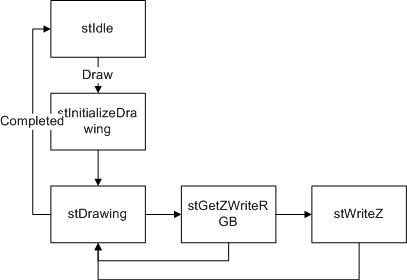 stIdle
Draw
stInitializeDra
wing
Completed
stDrawing
stGetZWriteR
GB
stWriteZ